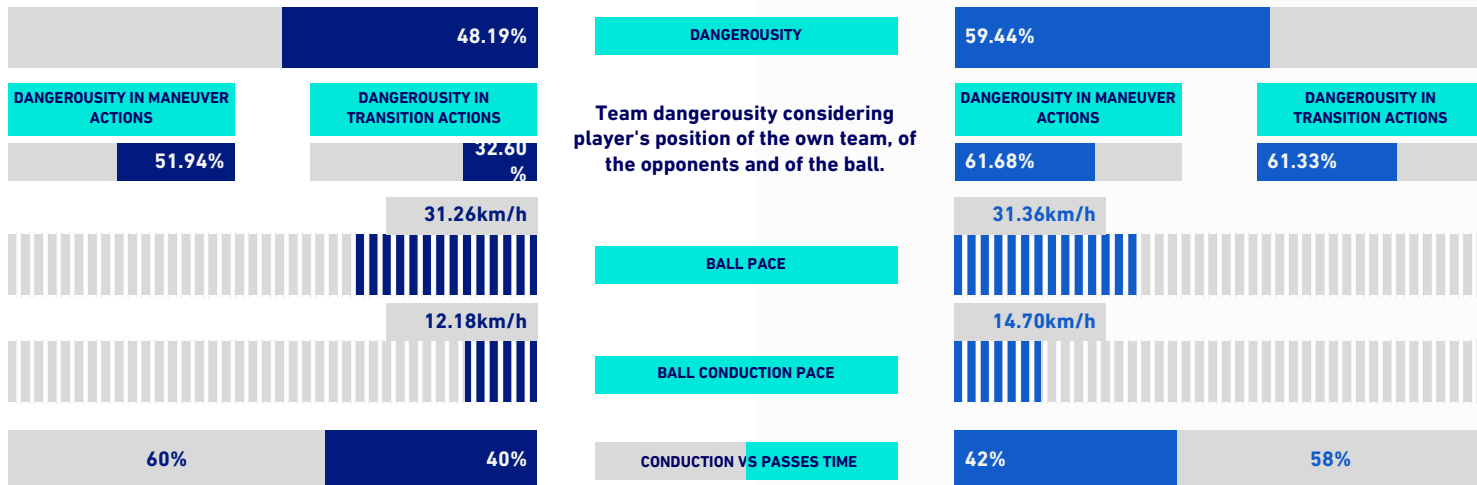 48.19%
DANGEROUSITY
59.44%
DANGEROUSITY IN MANEUVER
ACTIONS
DANGEROUSITY IN
TRANSITION ACTIONS
51.94%
32.60
%
Team dangerousity considering
player's position of the own team, of
the opponents and of the ball.
DANGEROUSITY IN MANEUVER
ACTIONS
DANGEROUSITY IN
TRANSITION ACTIONS
61.68%
61.33%
31.26km/h
BALL PACE
31.36km/h
12.18km/h
BALL CONDUCTION PACE
14.70km/h
60%
40%
CONDUCTION VS PASSES TIME
42%
58%